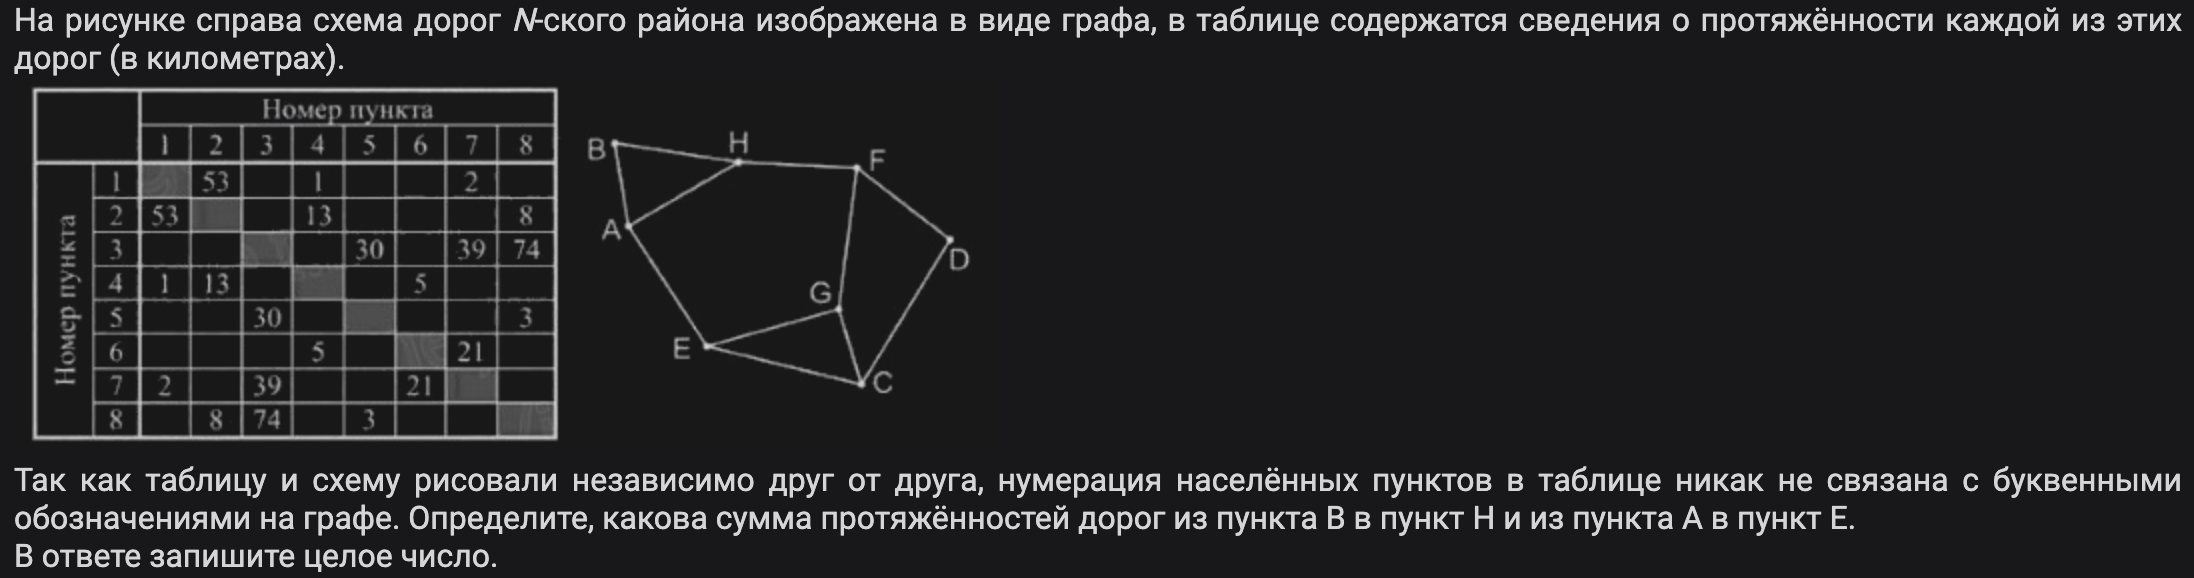 На рисунке справа схема дорог N-ского района изображена в виде графа, в таблице содержатся сведения о протяжённости каждой из этих
дорог (в километрах).
Номер пункта
1 2 3 4 5 6 7 8
Номер пункта
1 53 1 2
2 53 13 8
3 30 39 74
4 1 13 5
5 30 3
6 5 21
7 2 39 21
8 8 74 3
B H F
A D
G
E C
Так как таблицу и схему рисовали независимо друг от друга, нумерация населённых пунктов в таблице никак не связана с буквенными
обозначениями на графе. Определите, какова сумма протяжённостей дорог из пункта B в пункт H и из пункта A в пункт E.
В ответе запишите целое число.